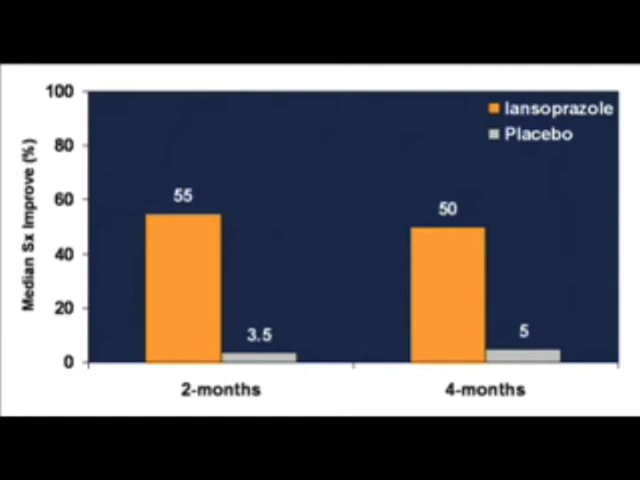 100
80
60
40
20
0
Median Sx Improve (%)
lansoprazole
Placebo
55
3.5
50
5
2-months
4-months